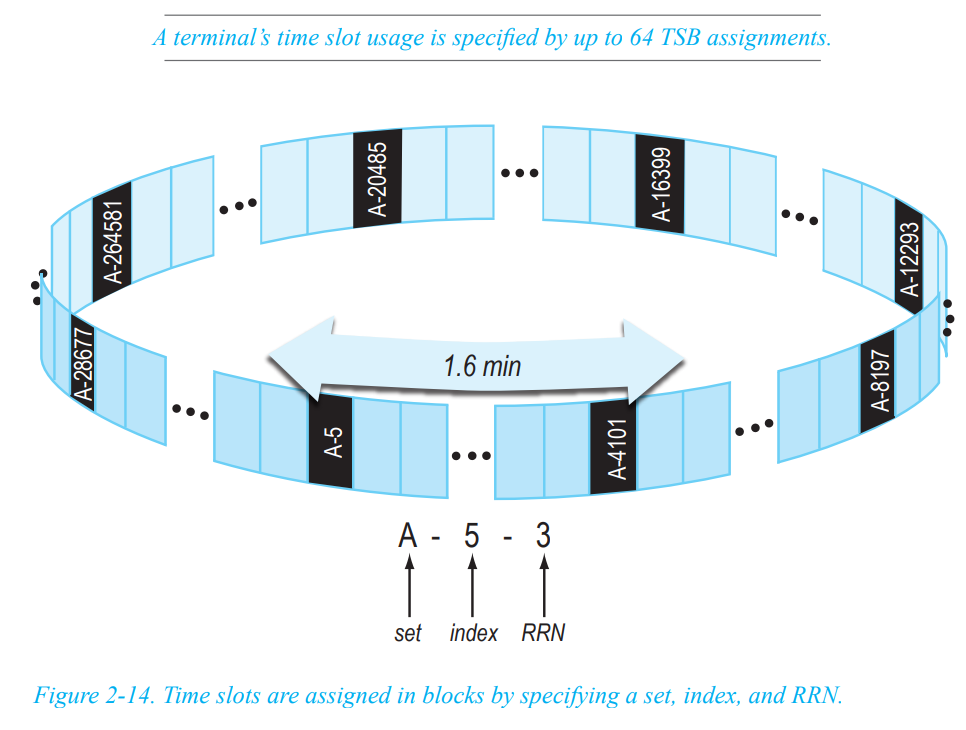 A terminal’s time slot usage is specified by up to 64 TSB assignments.
A-20485
A-16399
A-264581
A-12293
A-28677
1.6 min
A-8197
A-5
A-4101
A - 5 - 3
set index RRN
Figure 2-14. Time slots are assigned in blocks by specifying a set, index, and RRN.